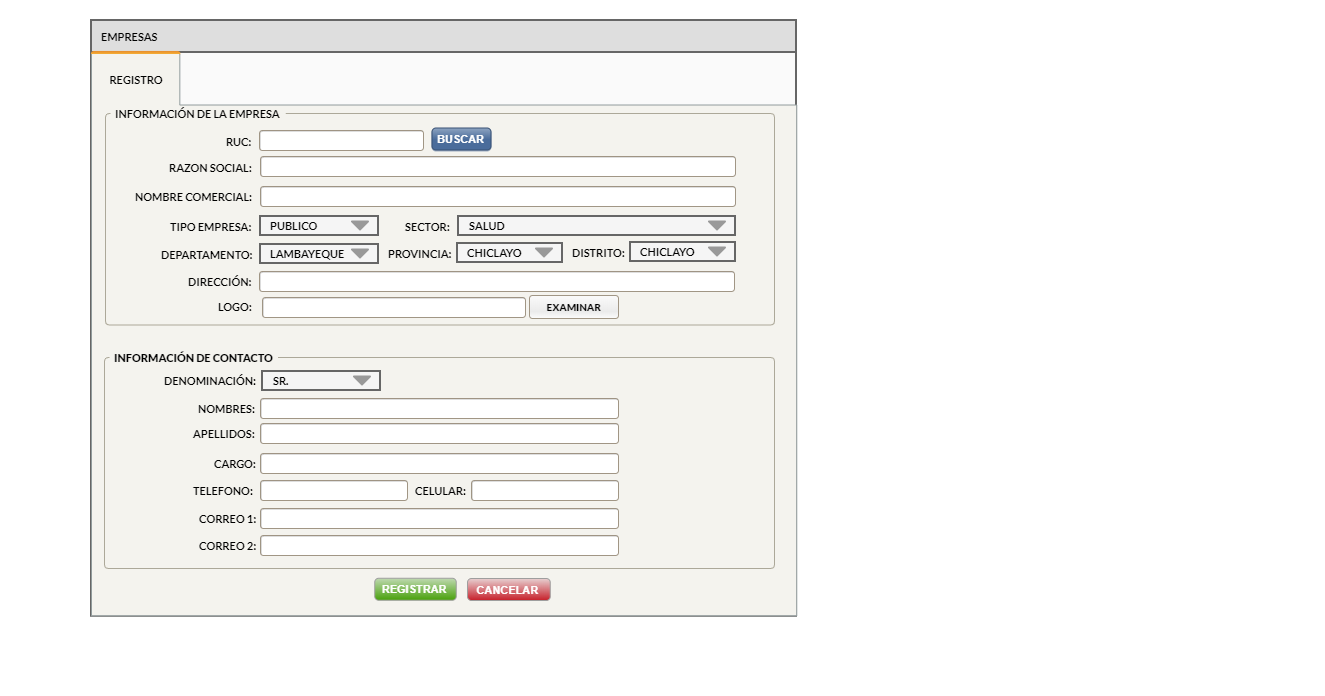 EMPRESAS
REGISTRO
INFORMACIÓN DE LA EMPRESA
RUC: BUSCAR
RAZON SOCIAL:
NOMBRE COMERCIAL:
TIPO EMPRESA: PUBLICO SECTOR: SALUD
DEPARTAMENTO: LAMBAYEQUE PROVINCIA: CHICLAYO DISTRITO: CHICLAYO
DIRECCIÓN:
LOGO: EXAMINAR
INFORMACIÓN DE CONTACTO
DENOMINACIÓN: SR.
NOMBRES:
APELLIDOS:
CARGO:
TELEFONO: CELULAR:
CORREO 1:
CORREO 2:
REGISTRAR CANCELAR